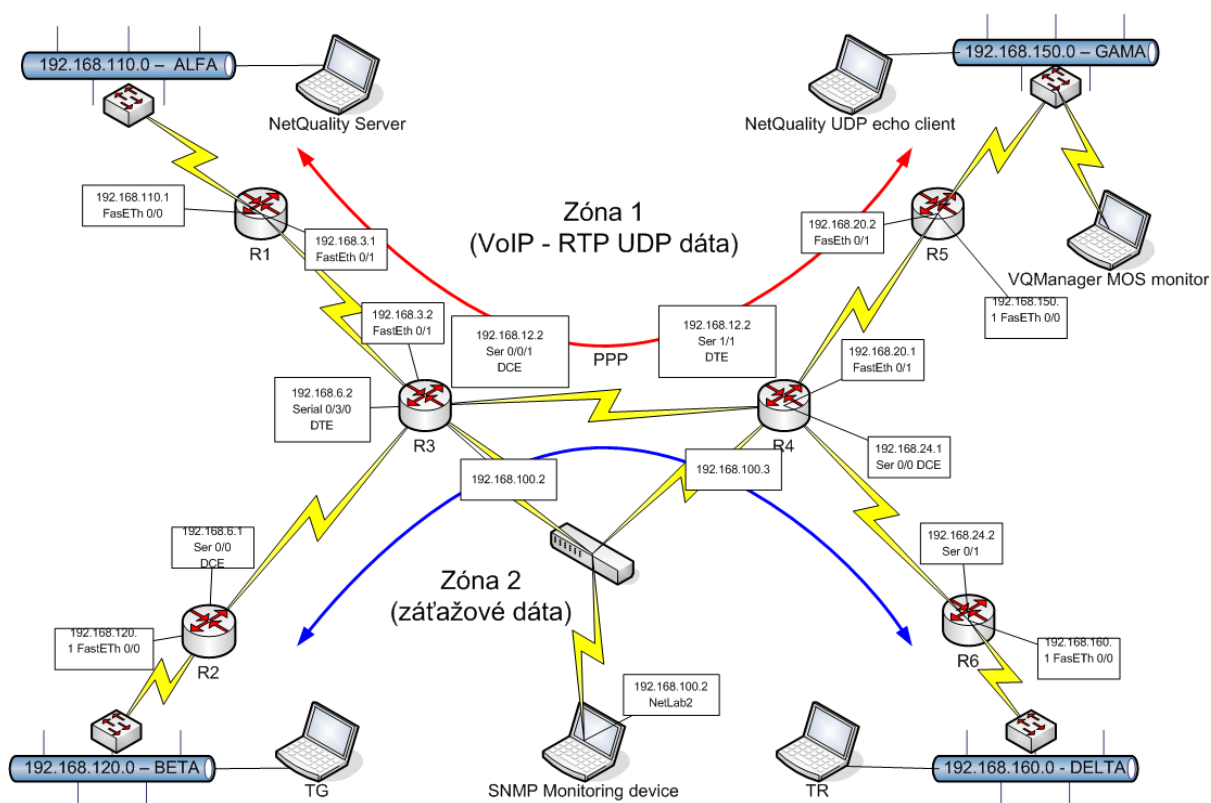 192.168.110.0 – ALFA
192.168.150.0 – GAMA
NetQuality Server
NetQuality UDP echo client
192.168.110.1
FasETh 0/0
R1
192.168.3.1
FastEth 0/1
Zóna 1
(VoIP - RTP UDP dáta)
192.168.20.2
FasEth 0/1
R5
VQManager MOS monitor
192.168.150.
1 FasETh 0/0
192.168.3.2
FastEth 0/1
192.168.12.2
Ser 0/0/1
DCE
PPP
192.168.12.2
Ser 1/1
DTE
192.168.20.1
FastEth 0/1
192.168.6.2
Serial 0/3/0
DTE
R3
R4
192.168.24.1
Ser 0/0 DCE
192.168.100.2
192.168.100.3
192.168.6.1
Ser 0/0
DCE
192.168.24.2
Ser 0/1
Zóna 2
(záťažové dáta)
192.168.120.
1 FastETh 0/0
R2
R6
192.168.160.
1 FasETh 0/0
192.168.100.2
NetLab2
192.168.120.0 – BETA
TG
SNMP Monitoring device
TR
192.168.160.0 - DELTA